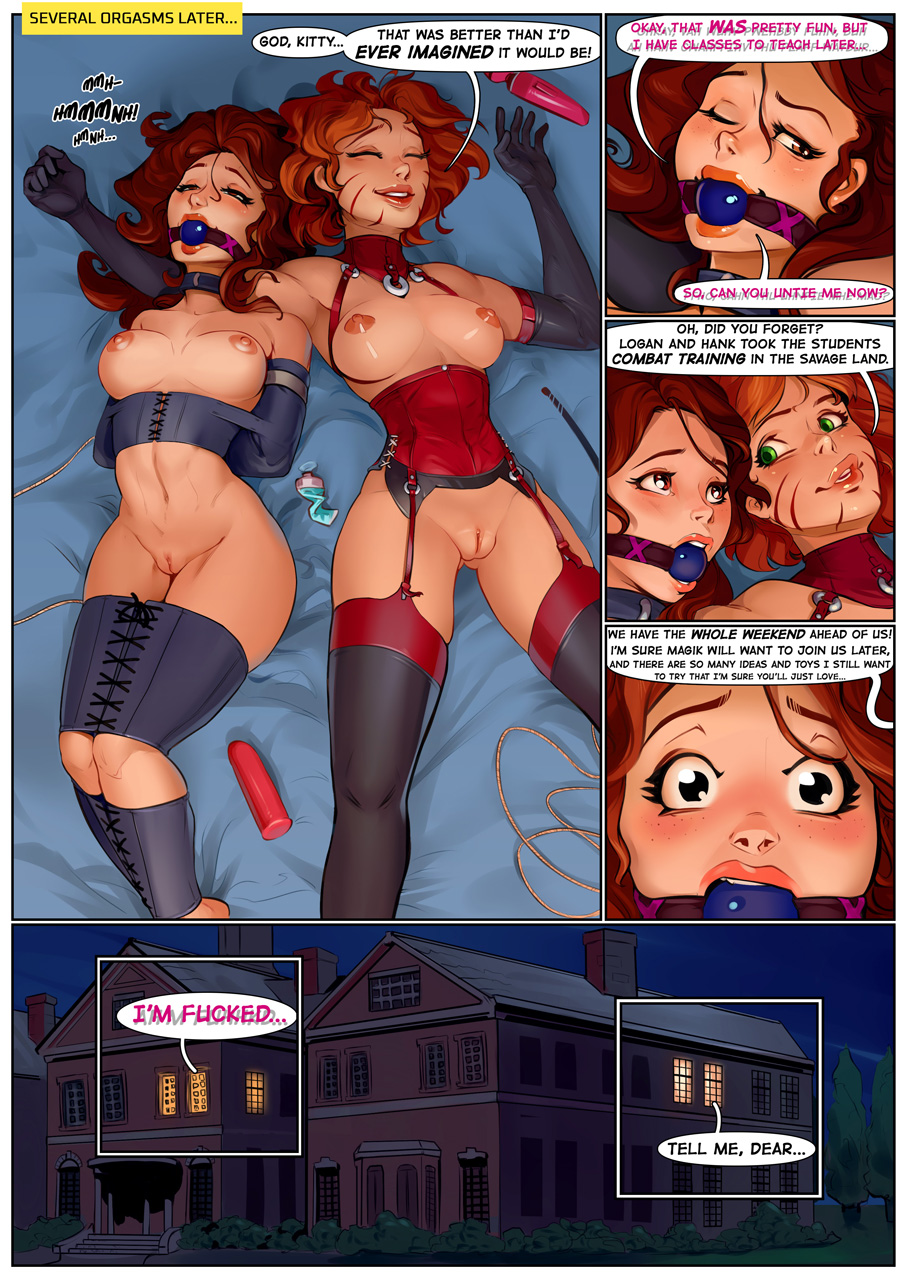 SEVERAL ORGASMS LATER...
GOD, KITTY...
THAT WAS BETTER THAN I'D
EVER IMAGINED IT WOULD BE!
MMH-
HMMMNH!
HMNH...
OKAY, THAT WAS PRETTY FUN, BUT
I HAVE CLASSES TO TEACH LATER...
SO, CAN YOU UNTIE ME NOW?
OH, DID YOU FORGET?
LOGAN AND HANK TOOK THE STUDENTS
COMBAT TRAINING IN THE SAVAGE LAND.
WE HAVE THE WHOLE WEEKEND AHEAD OF US!
I'M SURE MAGIK WILL WANT TO JOIN US LATER,
AND THERE ARE SO MANY IDEAS AND TOYS I STILL WANT
TO TRY THAT I'M SURE YOU'LL JUST LOVE...
I'M FUCKED...
TELL ME, DEAR...